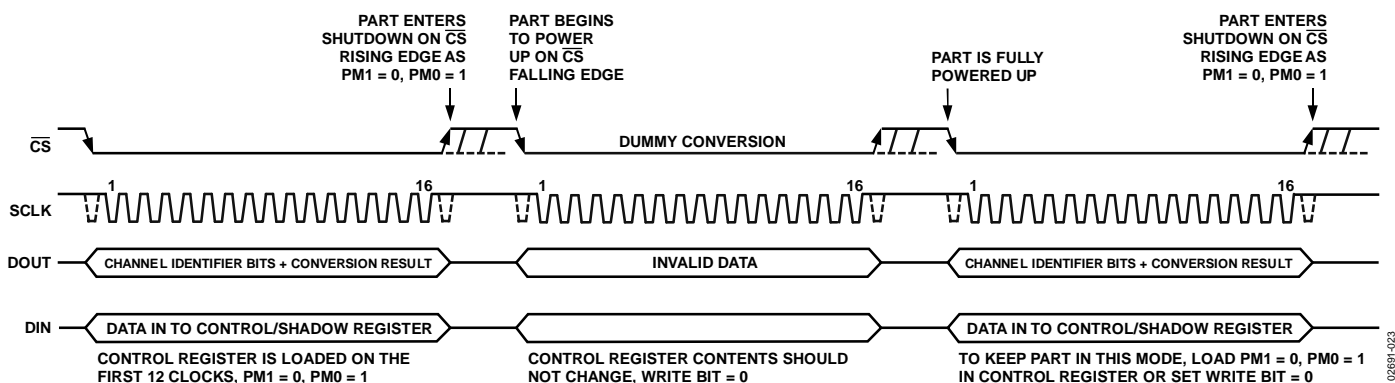 PART ENTERS
SHUTDOWN ON CS
RISING EDGE AS
PM1 = 0, PM0 = 1
PART BEGINS
TO POWER
UP ON CS
FALLING EDGE
PART IS FULLY
POWERED UP
PART ENTERS
SHUTDOWN ON CS
RISING EDGE AS
PM1 = 0, PM0 = 1
CS
DUMMY CONVERSION
SCLK
1
16
1
16
1
16
DOUT
CHANNEL IDENTIFIER BITS + CONVERSION RESULT
INVALID DATA
CHANNEL IDENTIFIER BITS + CONVERSION RESULT
DIN
DATA IN TO CONTROL/SHADOW REGISTER
DATA IN TO CONTROL/SHADOW REGISTER
CONTROL REGISTER IS LOADED ON THE
FIRST 12 CLOCKS, PM1 = 0, PM0 = 1
CONTROL REGISTER CONTENTS SHOULD
NOT CHANGE, WRITE BIT = 0
TO KEEP PART IN THIS MODE, LOAD PM1 = 0, PM0 = 1
IN CONTROL REGISTER OR SET WRITE BIT = 0
02691-023